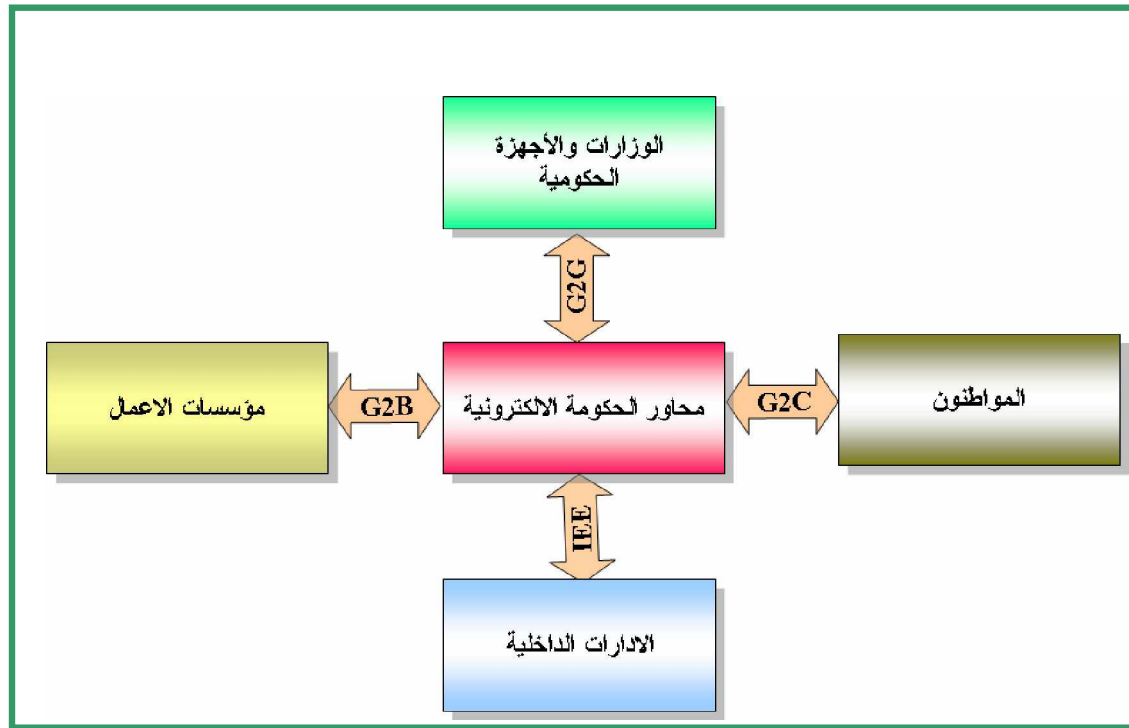 الوزارات والأجهزة
الحكومية
G2G
المواطنون
G2C
محاور الحكومة الالكترونية
G2B
مؤسسات الاعمال
IEE
الادارات الداخلية